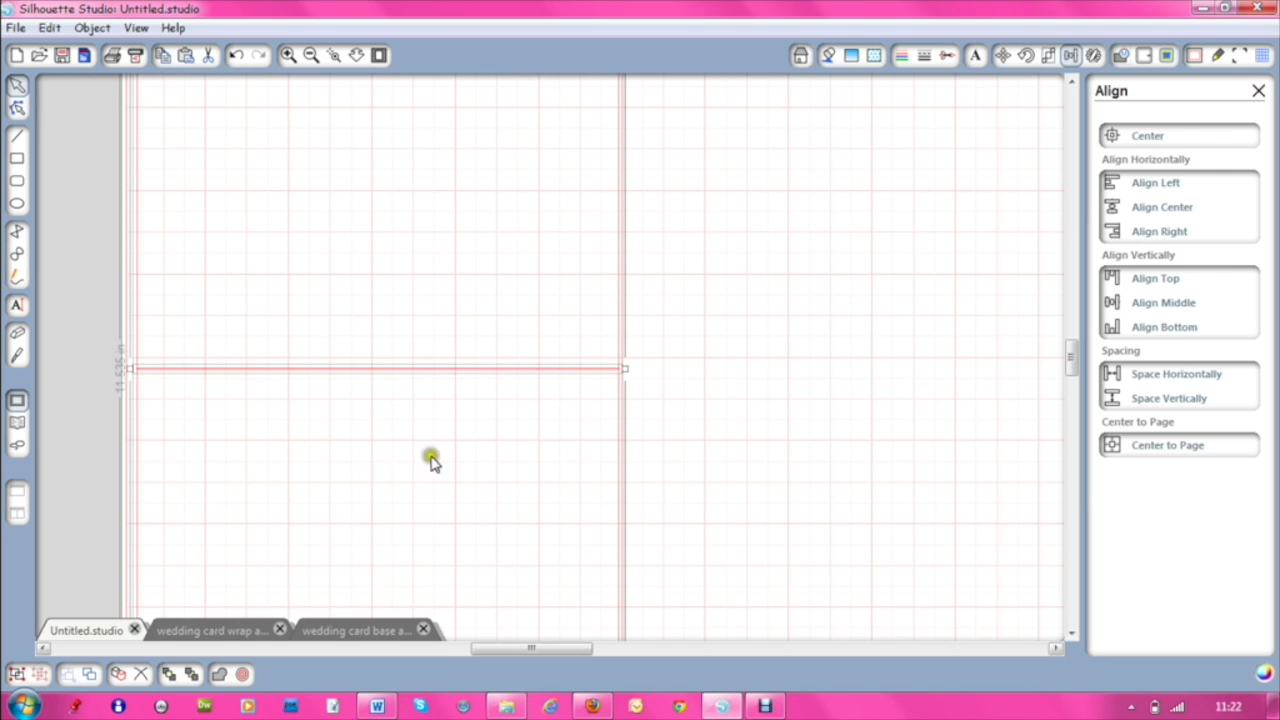 Silhouette Studio: Untitled.studio
File Edit Object View Help
Align
Center
Align Horizontally
Align Left
Align Center
Align Right
Align Vertically
Align Top
Align Middle
Align Bottom
Spacing
Space Horizontally
Space Vertically
Center to Page
Center to Page
Untitled.studio wedding card wrap a... wedding card base a...
11:22